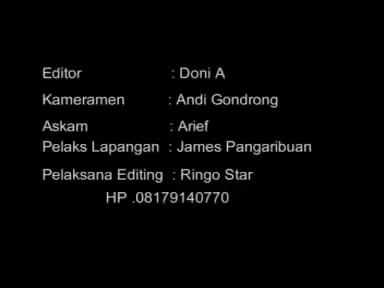 Editor : Doni A
Kameramen : Andi Gondrong
Askam : Arief
Pelaks Lapangan : James Pangaribuan
Pelaksana Editing : Ringo Star
HP .08179140770